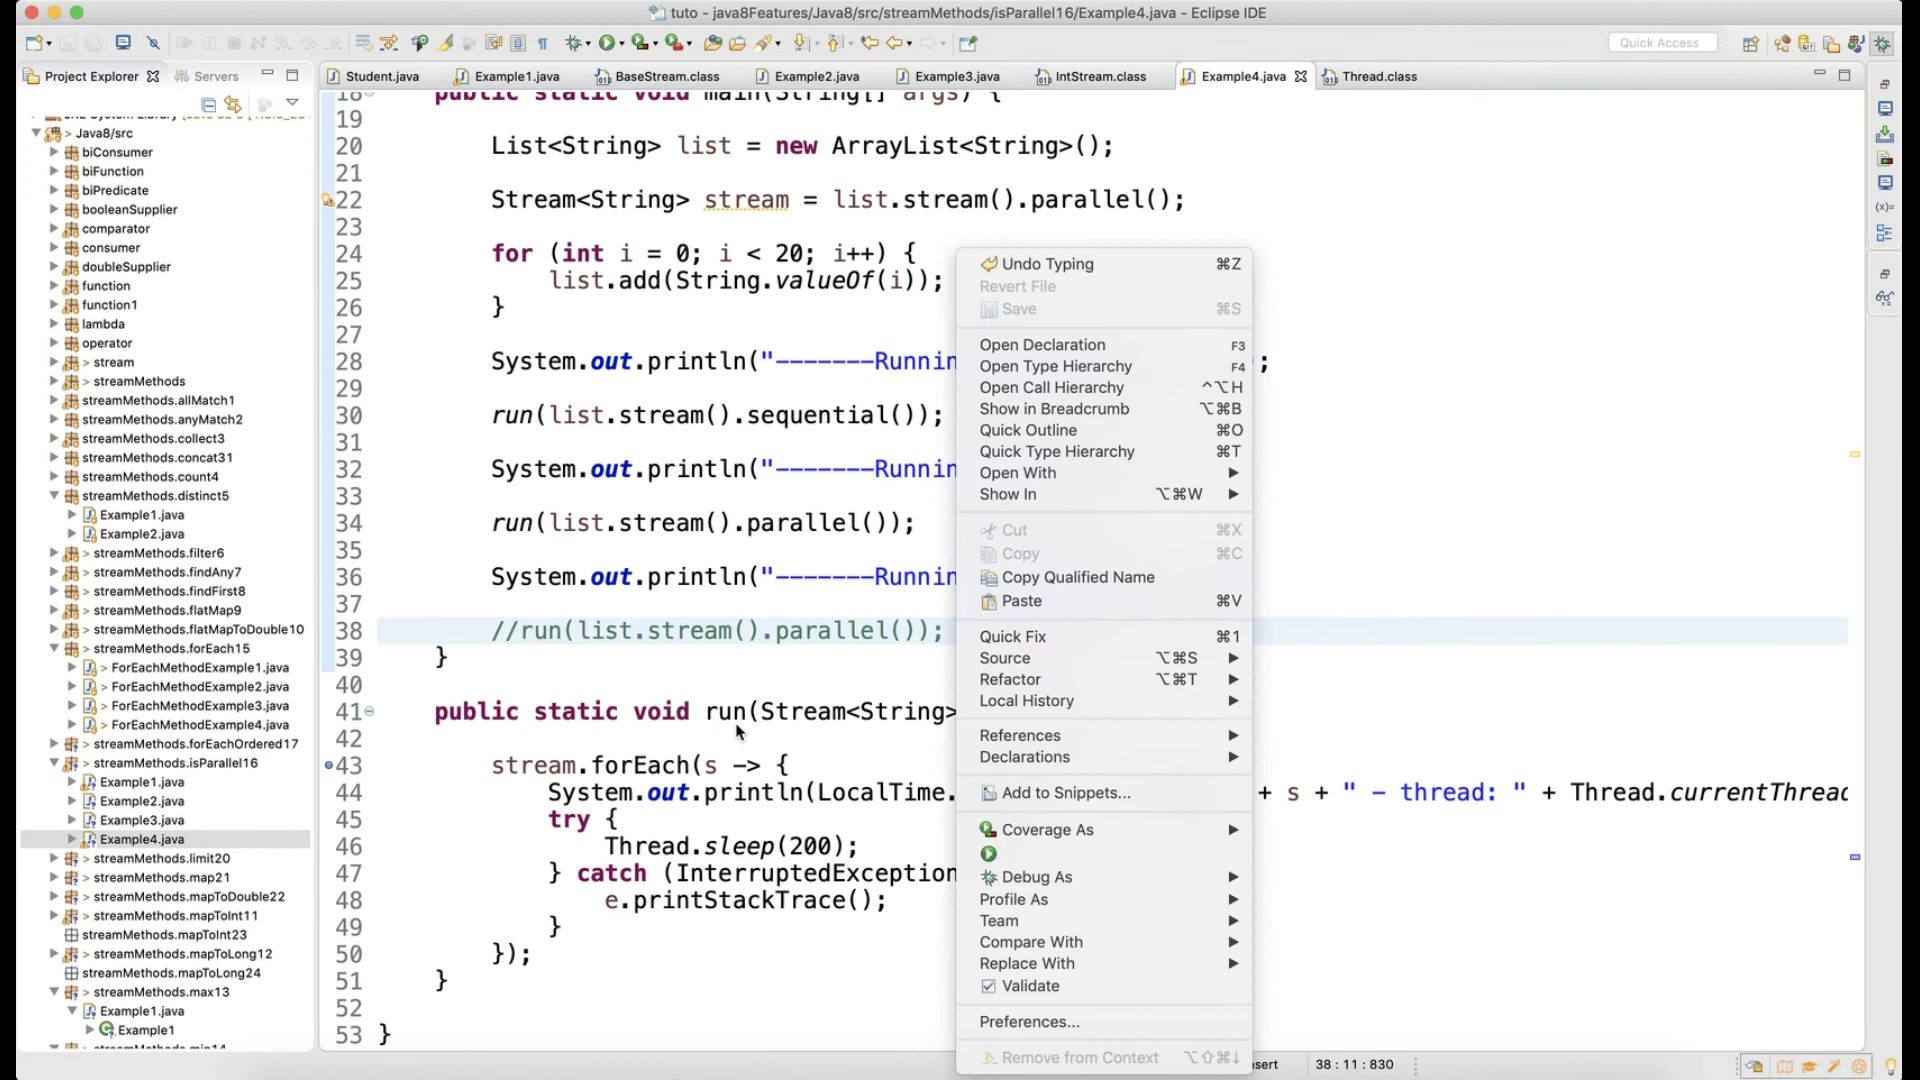 tuto - java8Features/Java8/src/streamMethods/isParallel16/Example4.java - Eclipse IDE
Quick Access
Project Explorer
Servers
Student.java
Example1.java
BaseStream.class
Example2.java
Example3.java
IntStream.class
Example4.java
Thread.class
> Java8/src
biConsumer
biFunction
biPredicate
booleanSupplier
comparator
consumer
doubleSupplier
function
function1
lambda
operator
> stream
> streamMethods
streamMethods.allMatch1
streamMethods.anyMatch2
streamMethods.collect3
streamMethods.concat31
streamMethods.count4
streamMethods.distinct5
Example1.java
Example2.java
> streamMethods.filter6
> streamMethods.findAny7
> streamMethods.findFirst8
> streamMethods.flatMap9
> streamMethods.flatMapToDouble10
> streamMethods.forEach15
> ForEachMethodExample1.java
> ForEachMethodExample2.java
> ForEachMethodExample3.java
> ForEachMethodExample4.java
> streamMethods.forEachOrdered17
> streamMethods.isParallel16
Example1.java
Example2.java
Example3.java
Example4.java
> streamMethods.limit20
> streamMethods.map21
> streamMethods.mapToDouble22
> streamMethods.mapToInt11
streamMethods.mapToInt23
> streamMethods.mapToLong12
streamMethods.mapToLong24
> streamMethods.max13
Example1.java
Example1
18 public static void main(String[] args) {
19
20 List<String> list = new ArrayList<String>();
21
22 Stream<String> stream = list.stream().parallel();
23
24 for (int i = 0; i < 20; i++) {
25 list.add(String.valueOf(i));
26 }
27
28 System.out.println("-------Runnin ;
29
30 run(list.stream().sequential());
31
32 System.out.println("-------Runnin
33
34 run(list.stream().parallel());
35
36 System.out.println("-------Runnin
37
38 //run(list.stream().parallel());
39 }
40
41 public static void run(Stream<String>
42
43 stream.forEach(s -> {
44 System.out.println(LocalTime. + s + " - thread: " + Thread.currentThread
45 try {
46 Thread.sleep(200);
47 } catch (InterruptedException
48 e.printStackTrace();
49 }
50 });
51 }
52
53 }
Undo Typing ⌘Z
Revert File
Save ⌘S
Open Declaration F3
Open Type Hierarchy F4
Open Call Hierarchy ^⌥H
Show in Breadcrumb ⌥⌘B
Quick Outline ⌘O
Quick Type Hierarchy ⌘T
Open With
Show In ⌥⌘W
Cut ⌘X
Copy ⌘C
Copy Qualified Name
Paste ⌘V
Quick Fix ⌘1
Source ⌥⌘S
Refactor ⌥⌘T
Local History
References
Declarations
Add to Snippets...
Coverage As
Debug As
Profile As
Team
Compare With
Replace With
Validate
Preferences...
Remove from Context ⌥⇧⌘↓
(x)=
sert
38 : 11 : 830